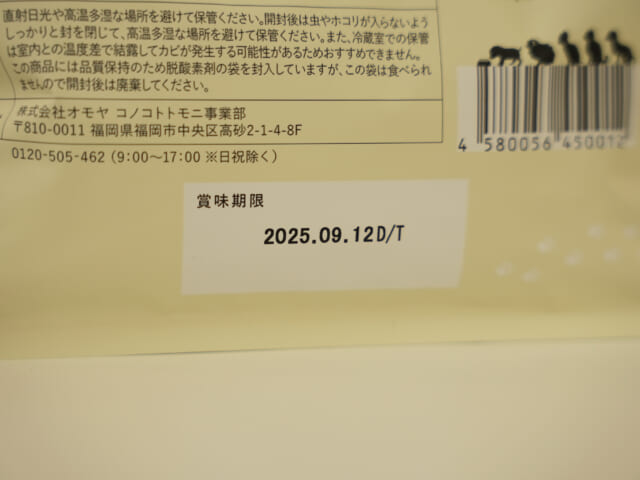 直射日光や高温多湿な場所を避けて保管ください。開封後は虫やホコリが入らないよう
しっかりと封を閉じて、高温多湿な場所を避けて保管ください。また、冷蔵室での保管
は室内との温度差で結露してカビが発生する可能性があるためおすすめできません。
この商品には品質保持のため脱酸素剤の袋を封入していますが、この袋は食べられ
ませんので開封後は廃棄してください。
株式会社オモヤ コノコトトモニ事業部
〒810-0011 福岡県福岡市中央区高砂2-1-4-8F
0120-505-462（9:00〜17:00 ※日祝除く）
4 580056 450012
賞味期限
2025.09.12D/T